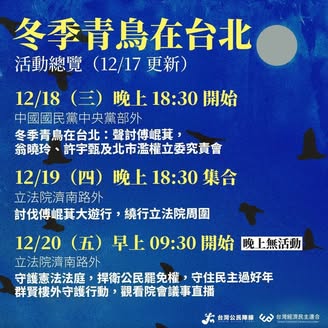 冬季青鳥在台北
活動總覽（12/17 更新）
12/18（三）晚上 18:30 開始
中國國民黨中央黨部外
冬季青鳥在台北：聲討傅崐萁，
翁曉玲、許宇甄及北市濫權立委究責會
12/19（四）晚上 18:30 集合
立法院濟南路外
討伐傅崐萁大遊行，繞行立法院周圍
12/20（五）早上 09:30 開始 晚上無活動
立法院濟南路外
守護憲法法庭，捍衛公民罷免權，守住民主過好年
群賢樓外守護行動，觀看院會議事直播
台灣公民陣線 台灣經濟民主連合